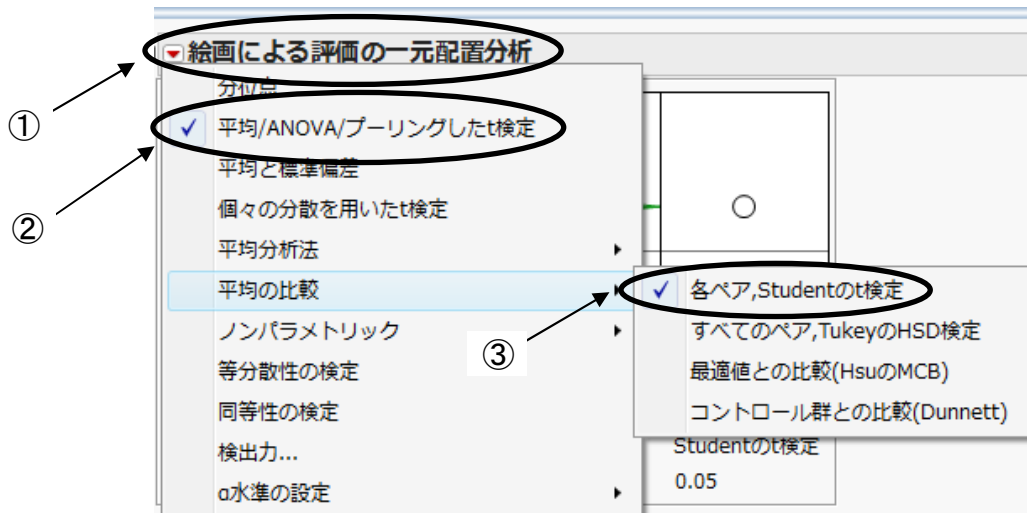 絵画による評価の一元配置分析
①
分位点
✓ 平均/ANOVA/プーリングしたt検定
平均と標準偏差
②
個々の分散を用いたt検定
平均分析法
平均の比較
✓ 各ペア,Studentのt検定
ノンパラメトリック
すべてのペア,TukeyのHSD検定
③
等分散性の検定
最適値との比較(HsuのMCB)
同等性の検定
コントロール群との比較(Dunnett)
検出力...
Studentのt検定
α水準の設定
0.05